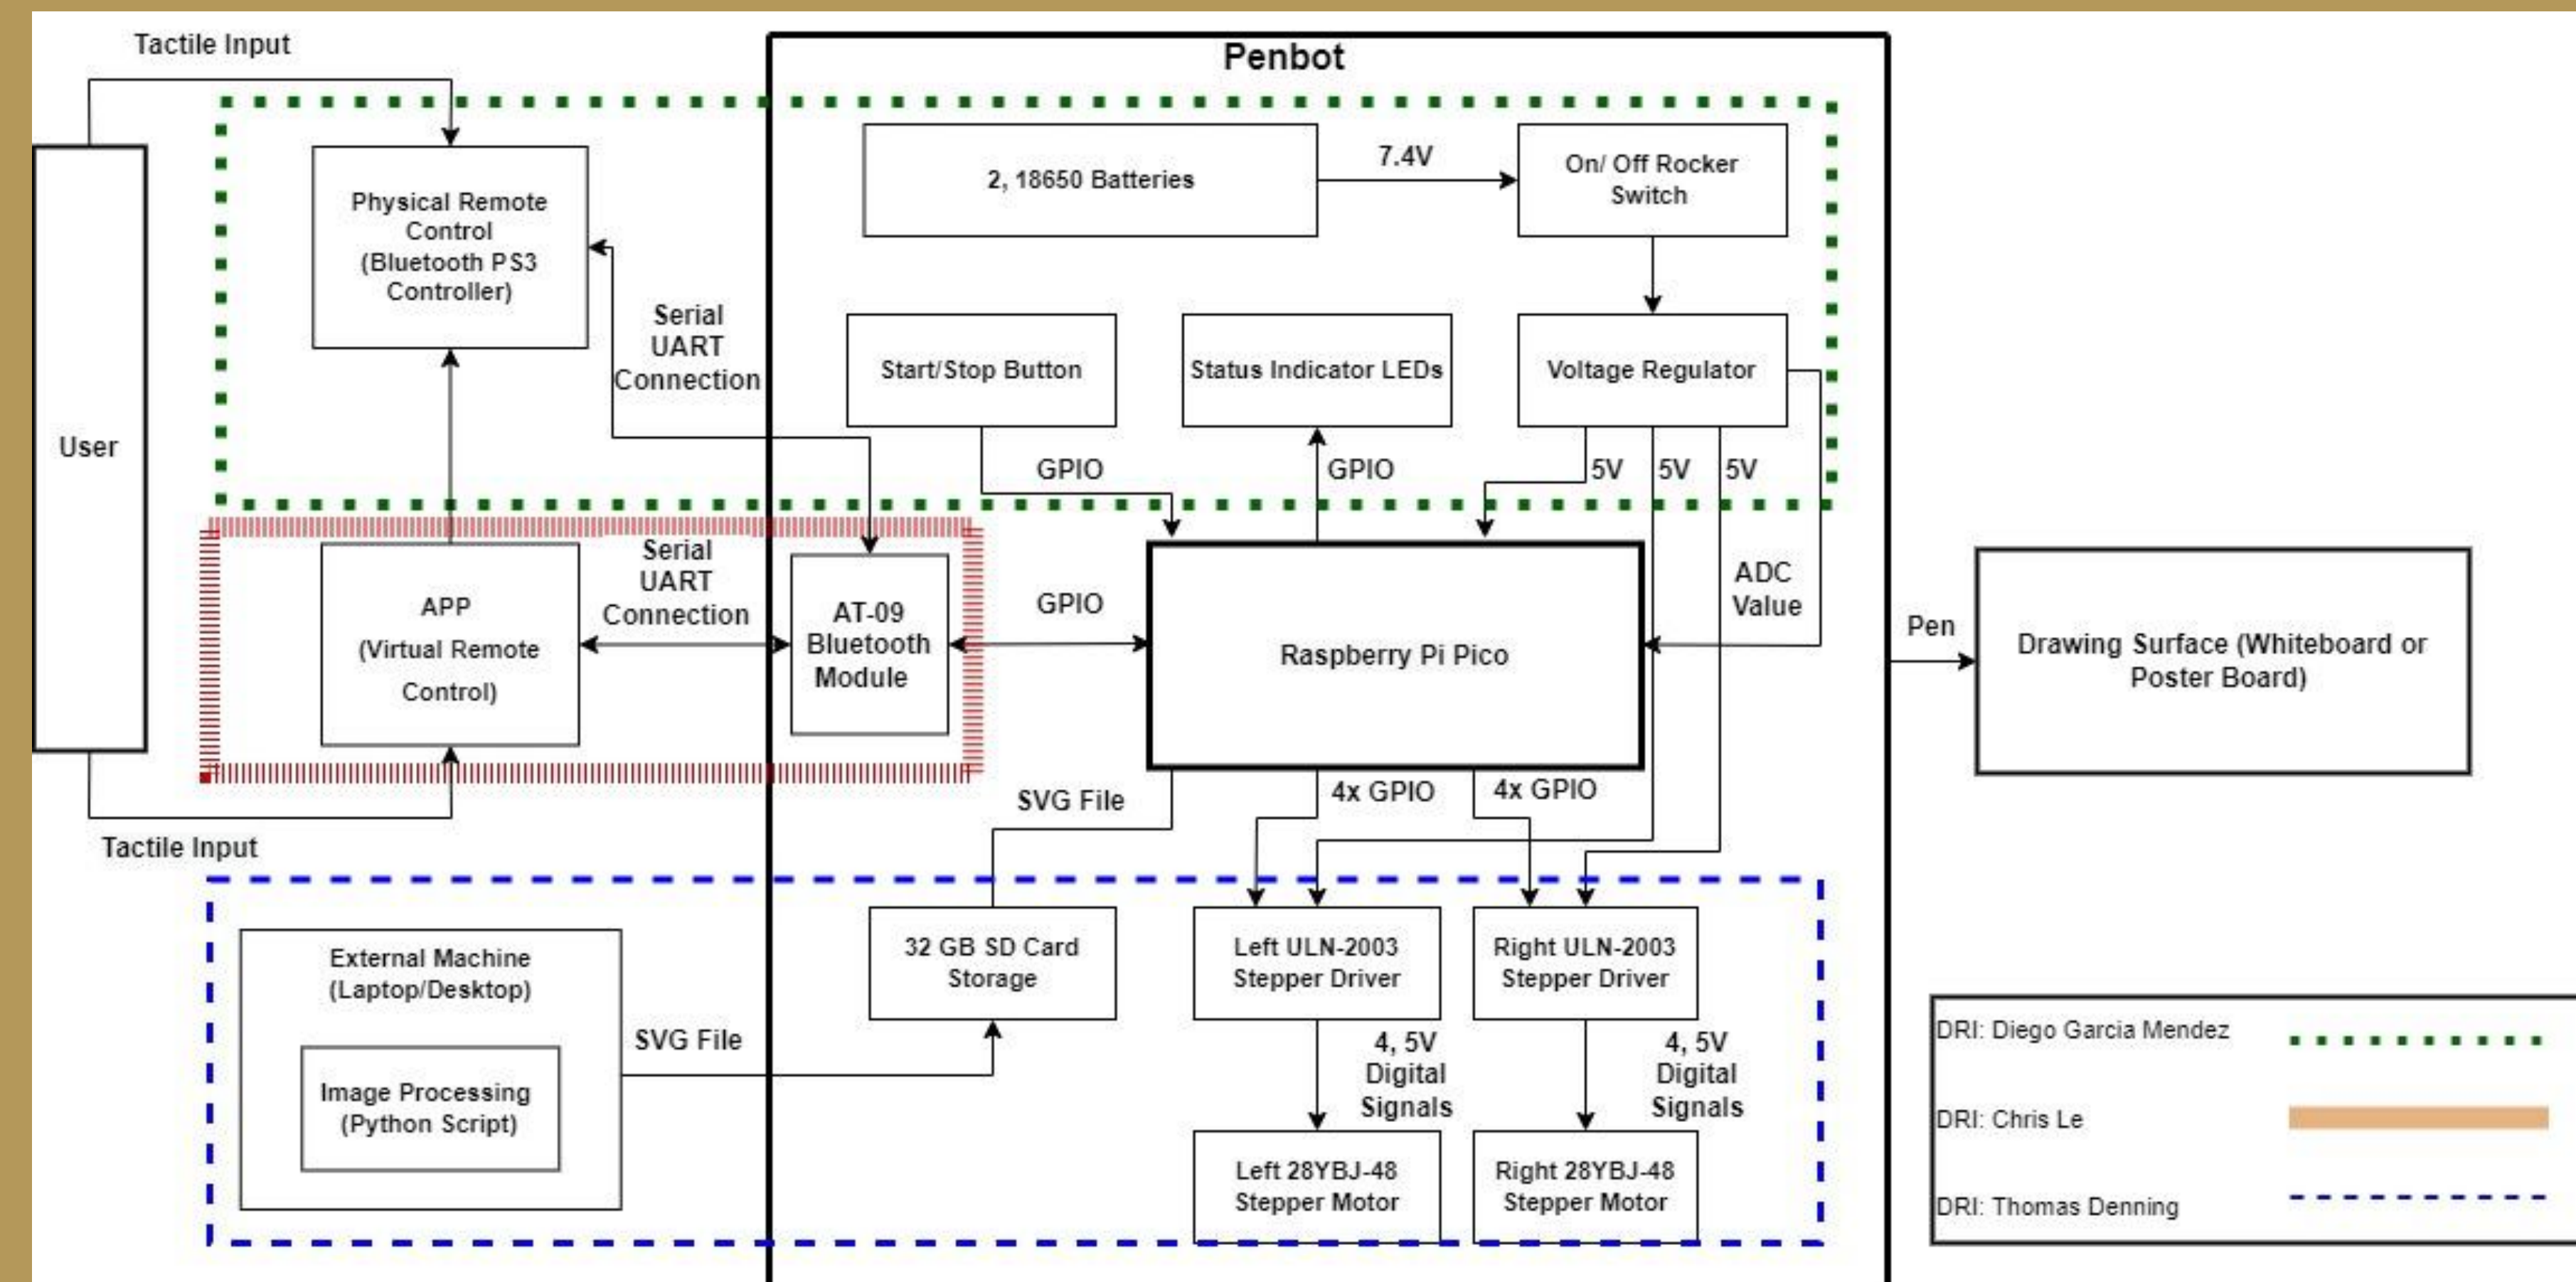 Tactile Input
Penbot
Physical Remote
Control
(Bluetooth PS3
Controller)
2, 18650 Batteries
7.4V
On/ Off Rocker
Switch
Serial
UART
Connection
Start/Stop Button
Status Indicator LEDs
Voltage Regulator
User
GPIO
GPIO
5V
5V
5V
APP
(Virtual Remote
Control)
Serial
UART
Connection
AT-09
Bluetooth
Module
GPIO
Raspberry Pi Pico
ADC
Value
Pen
Drawing Surface (Whiteboard or
Poster Board)
SVG File
4x GPIO
4x GPIO
Tactile Input
External Machine
(Laptop/Desktop)
Image Processing
(Python Script)
SVG File
32 GB SD Card
Storage
Left ULN-2003
Stepper Driver
Right ULN-2003
Stepper Driver
4, 5V
Digital
Signals
4, 5V
Digital
Signals
Left 28YBJ-48
Stepper Motor
Right 28YBJ-48
Stepper Motor
DRI: Diego Garcia Mendez
DRI: Chris Le
DRI: Thomas Denning